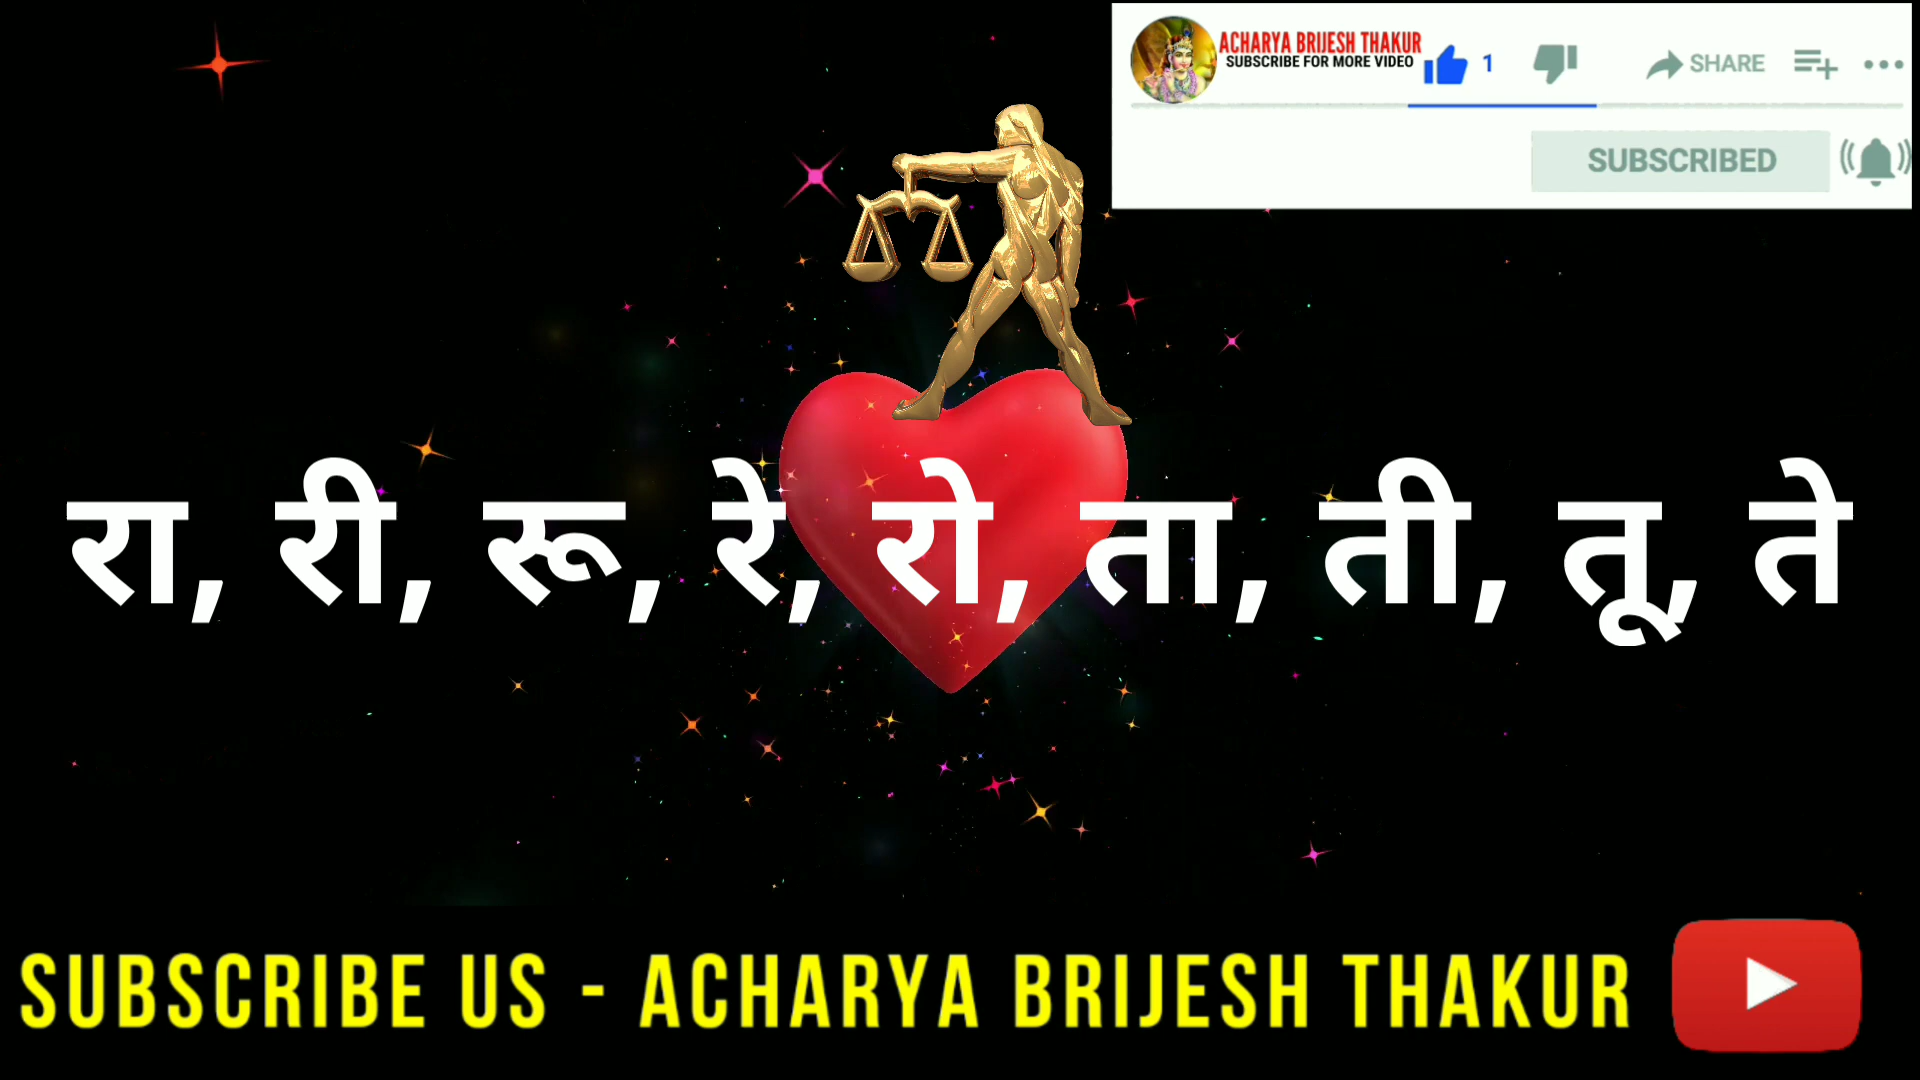 ACHARYA BRIJESH THAKUR
SUBSCRIBE FOR MORE VIDEO
1
SHARE
SUBSCRIBED
रा, री, रू, रे, रो, ता, ती, तू, ते
SUBSCRIBE US - ACHARYA BRIJESH THAKUR